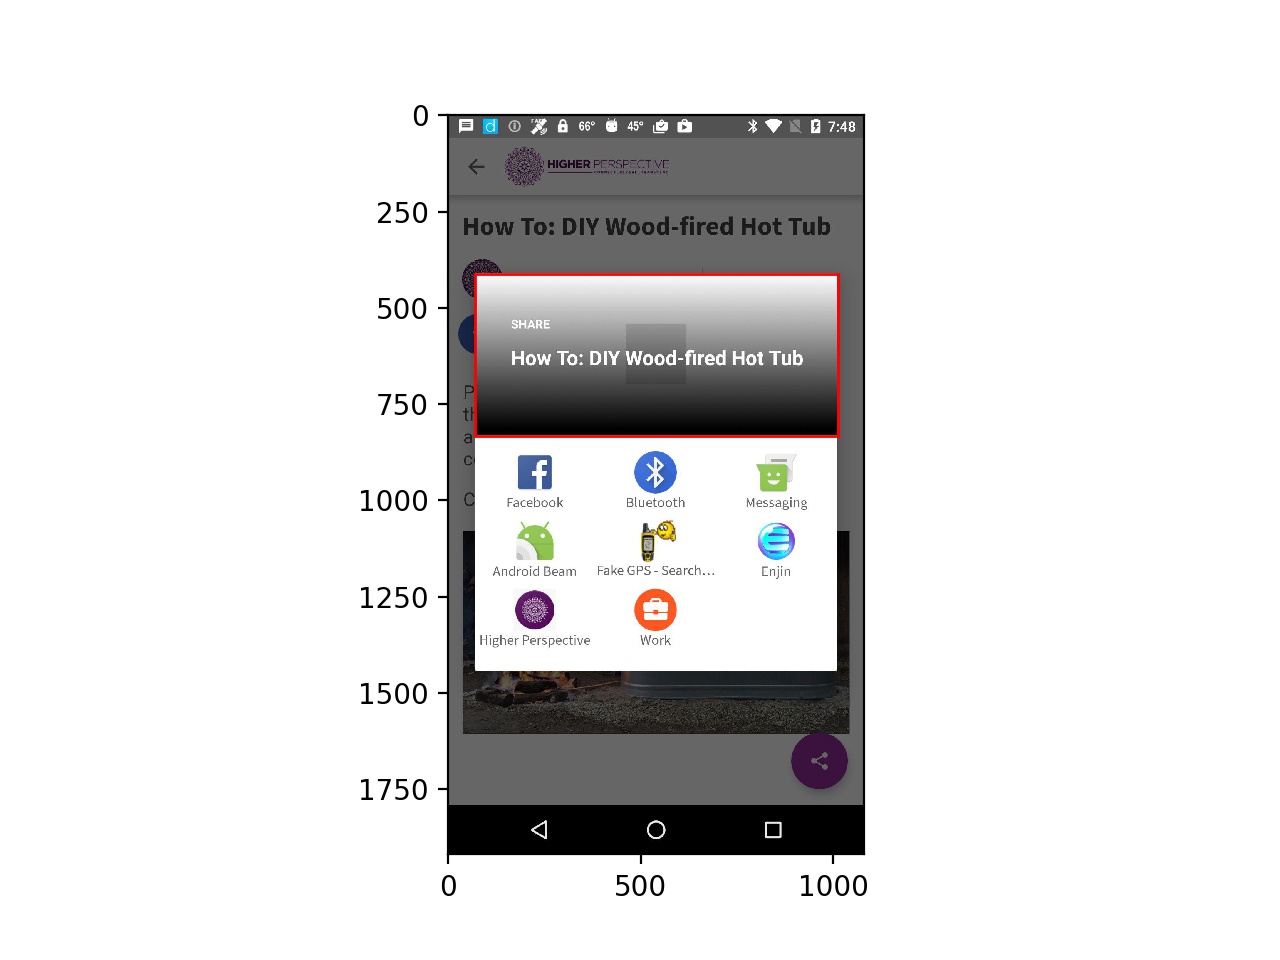 0
250
500
750
1000
1250
1500
1750
66°
45°
7:48
HIGHER PERSPECTIVE
How To: DIY Wood-fired Hot Tub
SHARE
How To: DIY Wood-fired Hot Tub
P
th
a
c
C
Facebook
Bluetooth
Messaging
Android Beam
Fake GPS - Search...
Enjin
Higher Perspective
Work
0
500
1000